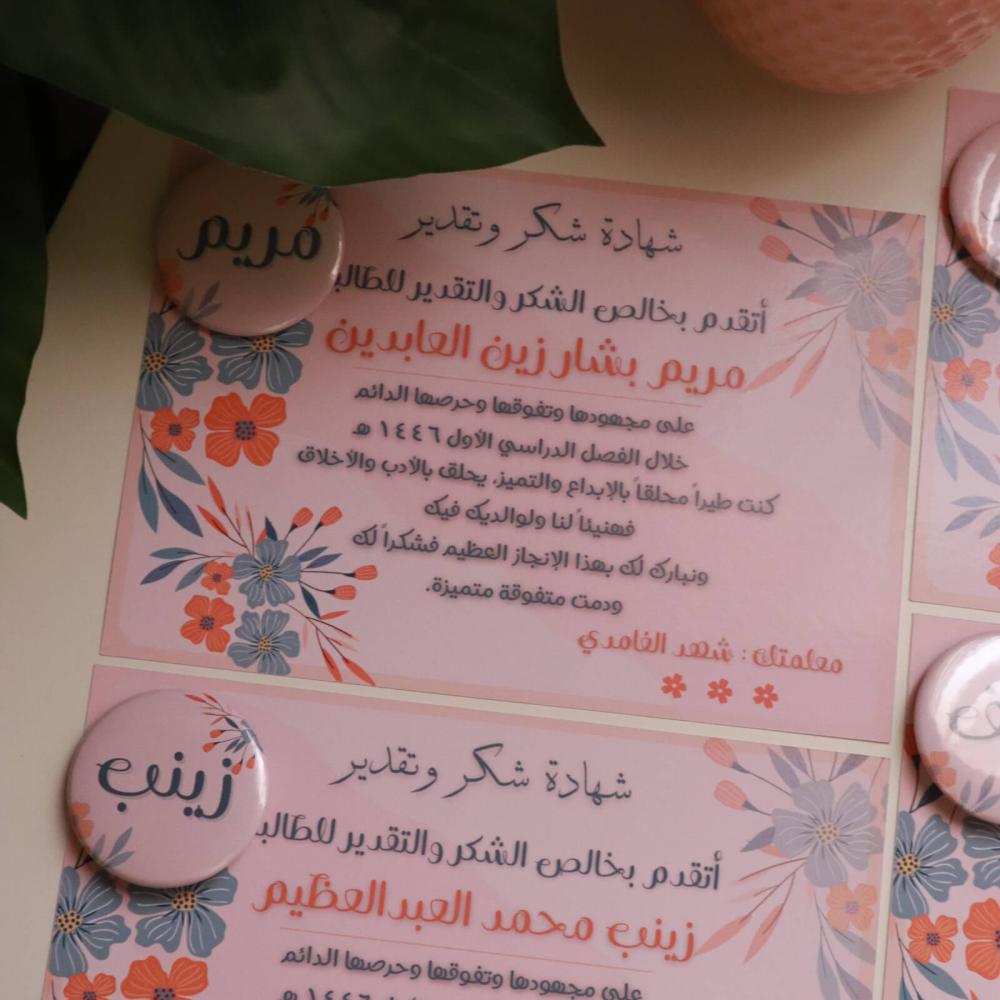 مريم
شهادة شكر وتقدير
أتقدم بخالص الشكر والتقدير للطالب
مريم بشار زين العابدين
على مجهودها وتفوقها وحرصها الدائم
خلال الفصل الدراسي الأول ١٤٤٦ هـ
كنت طيراً محلقاً بالإبداع والتميز، يحلق بالأدب والأخلاق
فهنيئاً لنا ولوالديك فيك
ونبارك لك بهذا الإنجاز العظيم فشكراً لك
ودمت متفوقة متميزة.
معلمتك : شهد الغامدي
زينب
شهادة شكر وتقدير
أتقدم بخالص الشكر والتقدير للطالب
زينب محمد العبدالعظيم
على مجهودها وتفوقها وحرصها الدائم